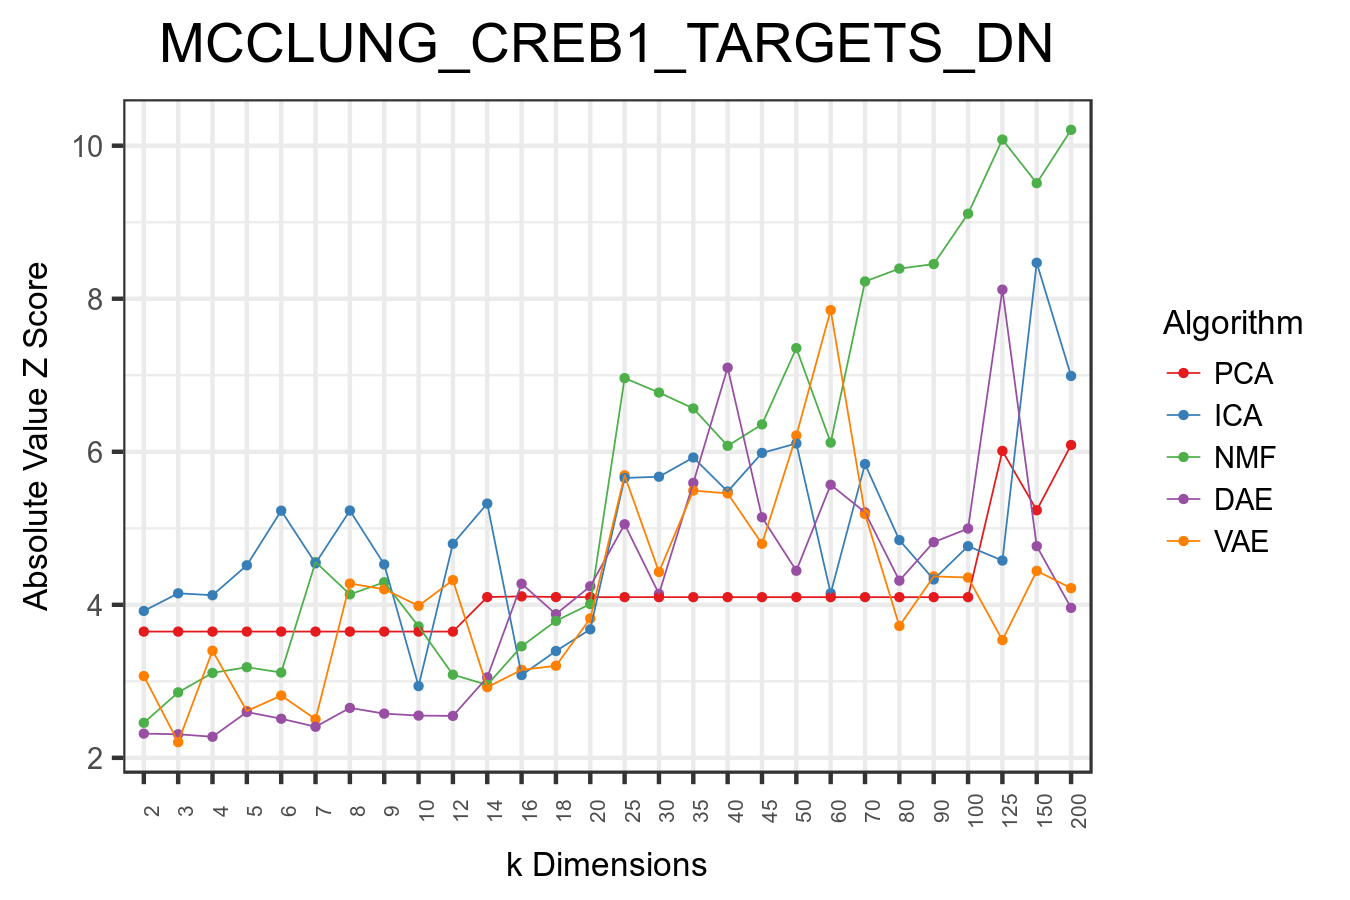 MCCLUNG_CREB1_TARGETS_DN
Absolute Value Z Score
10
8
6
4
2
2 3 4 5 6 7 8 9 10 12 14 16 18 20 25 30 35 40 45 50 60 70 80 90 100 125 150 200
k Dimensions
Algorithm
PCA
ICA
NMF
DAE
VAE